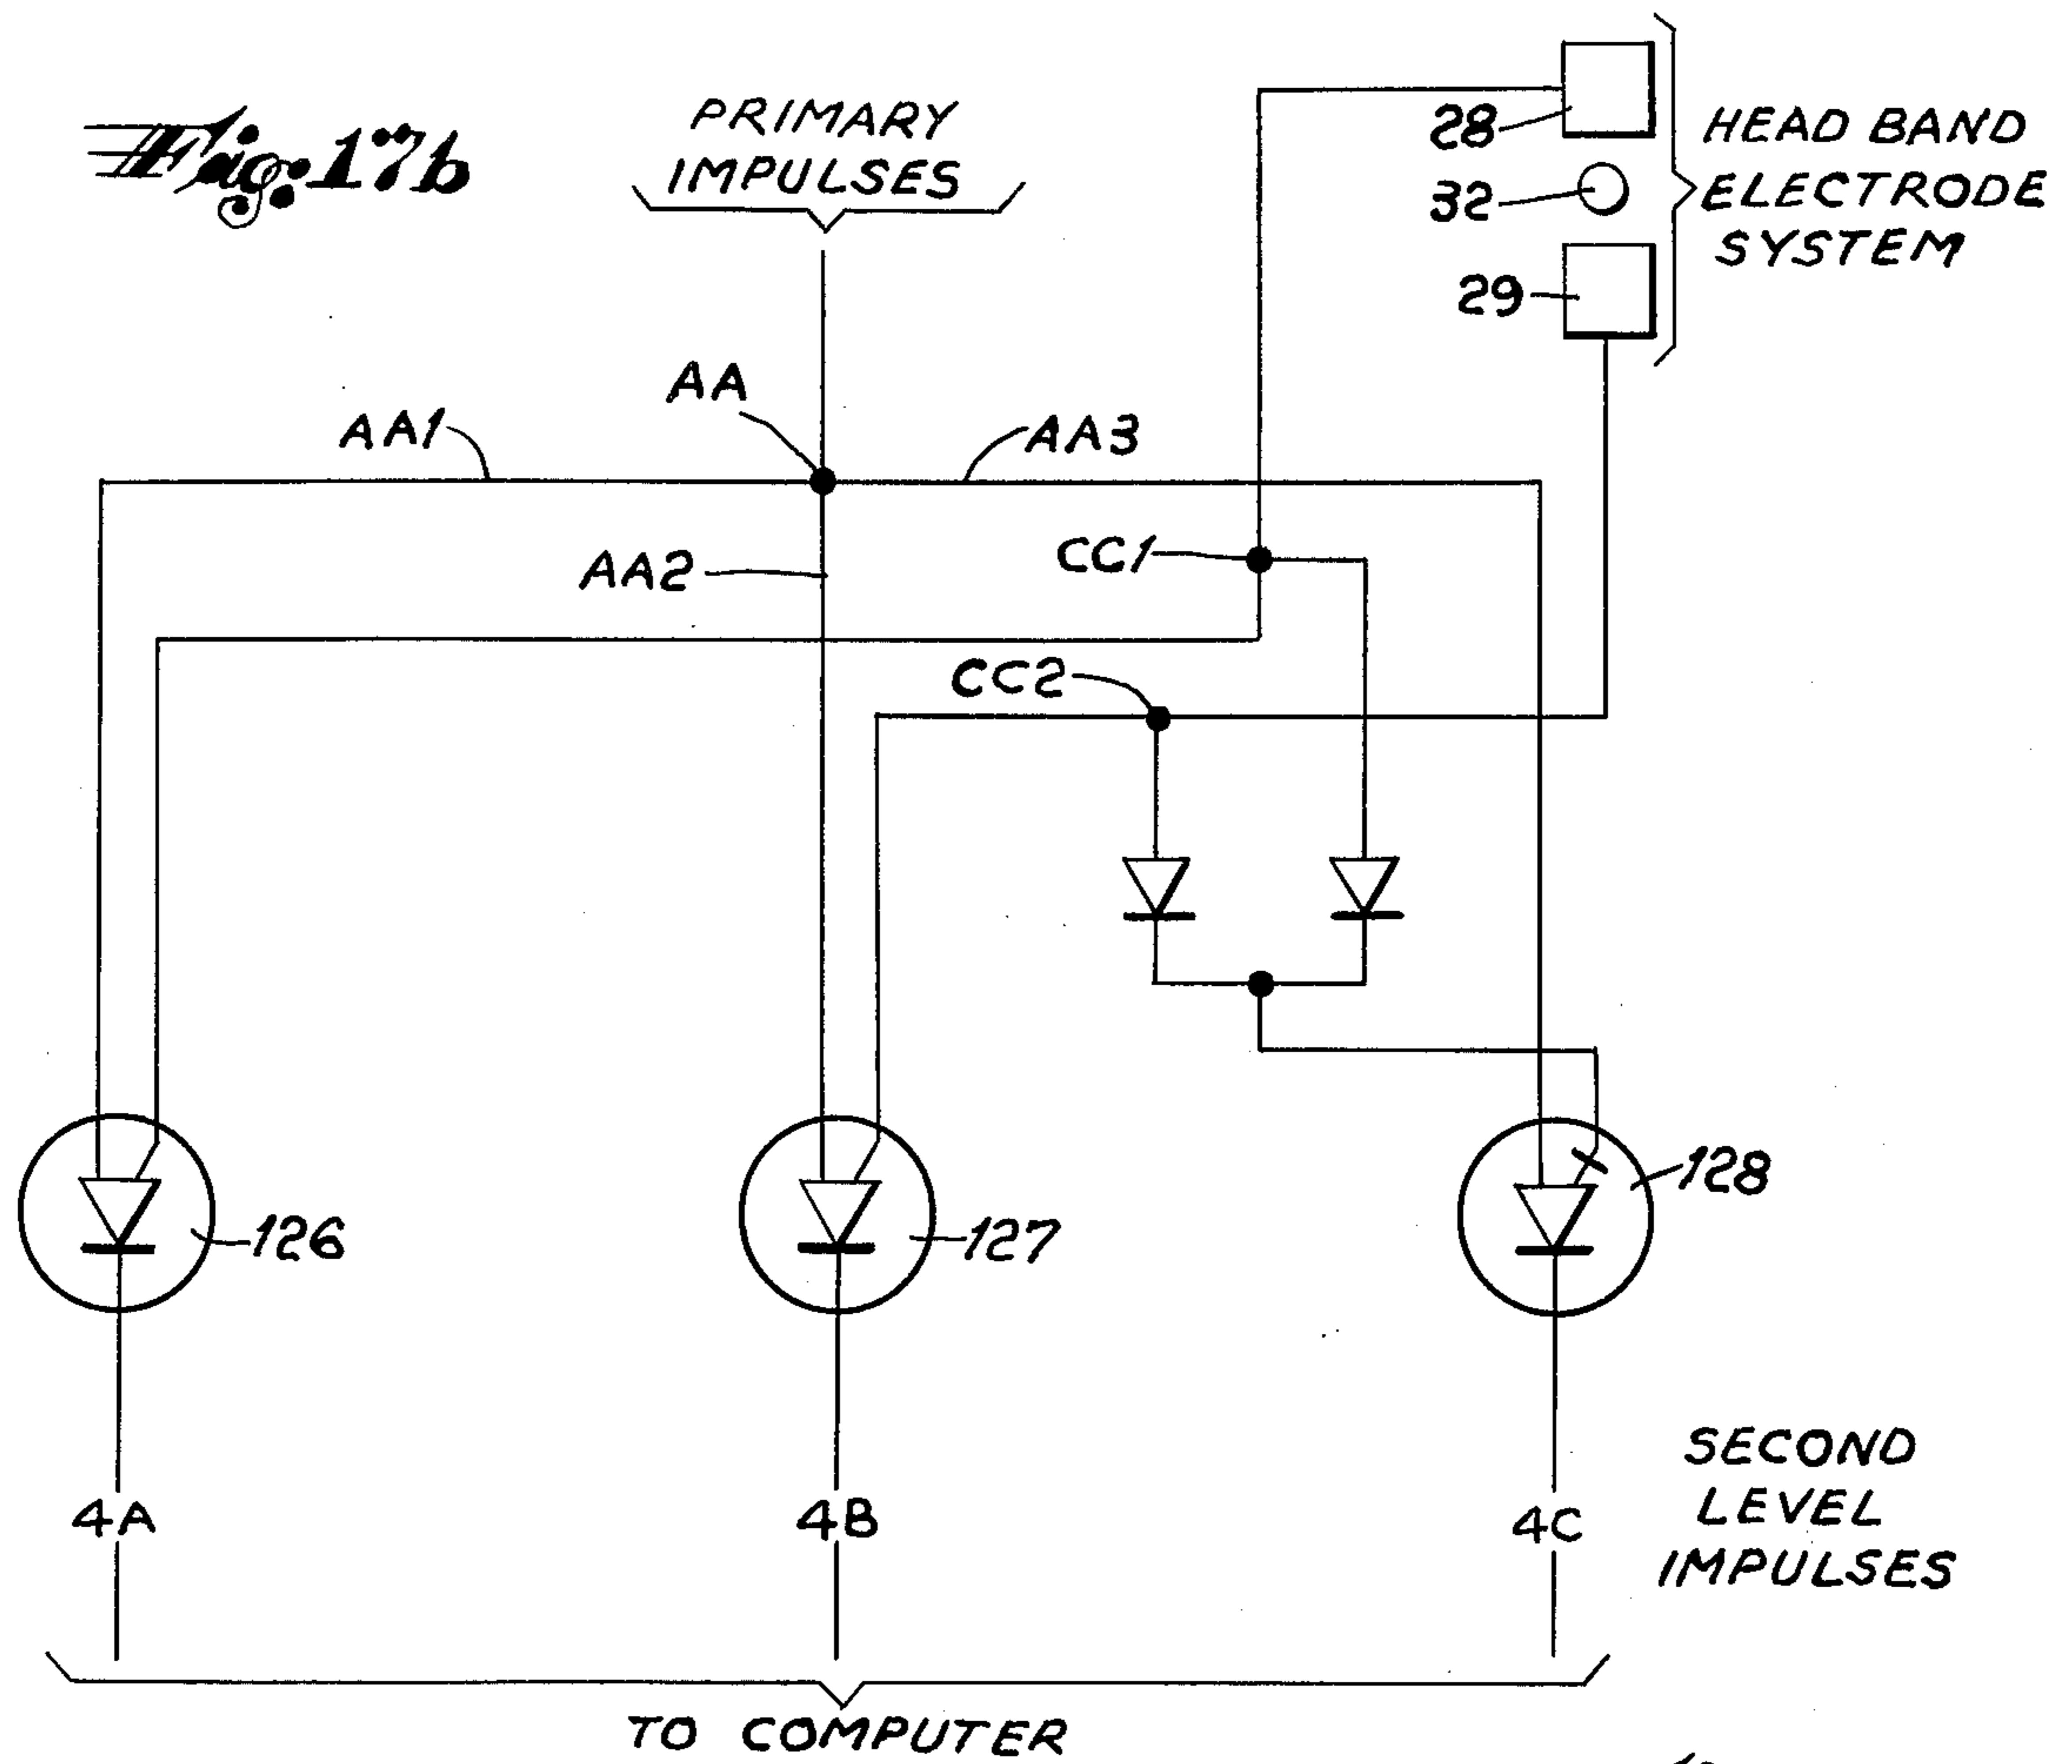 Fig. 17b
PRIMARY
IMPULSES
28
32
29
HEAD BAND
ELECTRODE
SYSTEM
AA
AA1
AA3
AA2
CC1
CC2
126
127
128
4A
4B
4C
SECOND
LEVEL
IMPULSES
TO COMPUTER